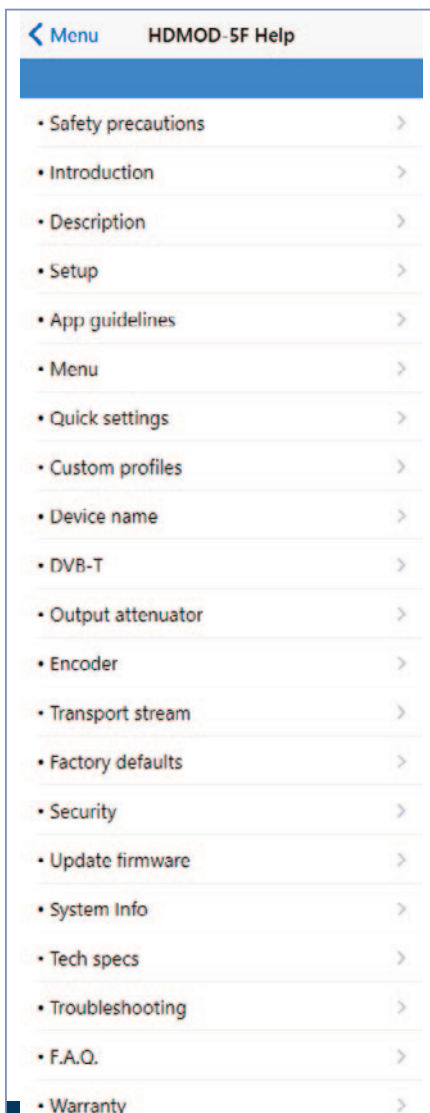 Menu HDMOD-5F Help
• Safety precautions
• Introduction
• Description
• Setup
• App guidelines
• Menu
• Quick settings
• Custom profiles
• Device name
• DVB-T
• Output attenuator
• Encoder
• Transport stream
• Factory defaults
• Security
• Update firmware
• System Info
• Tech specs
• Troubleshooting
• F.A.Q.
• Warranty